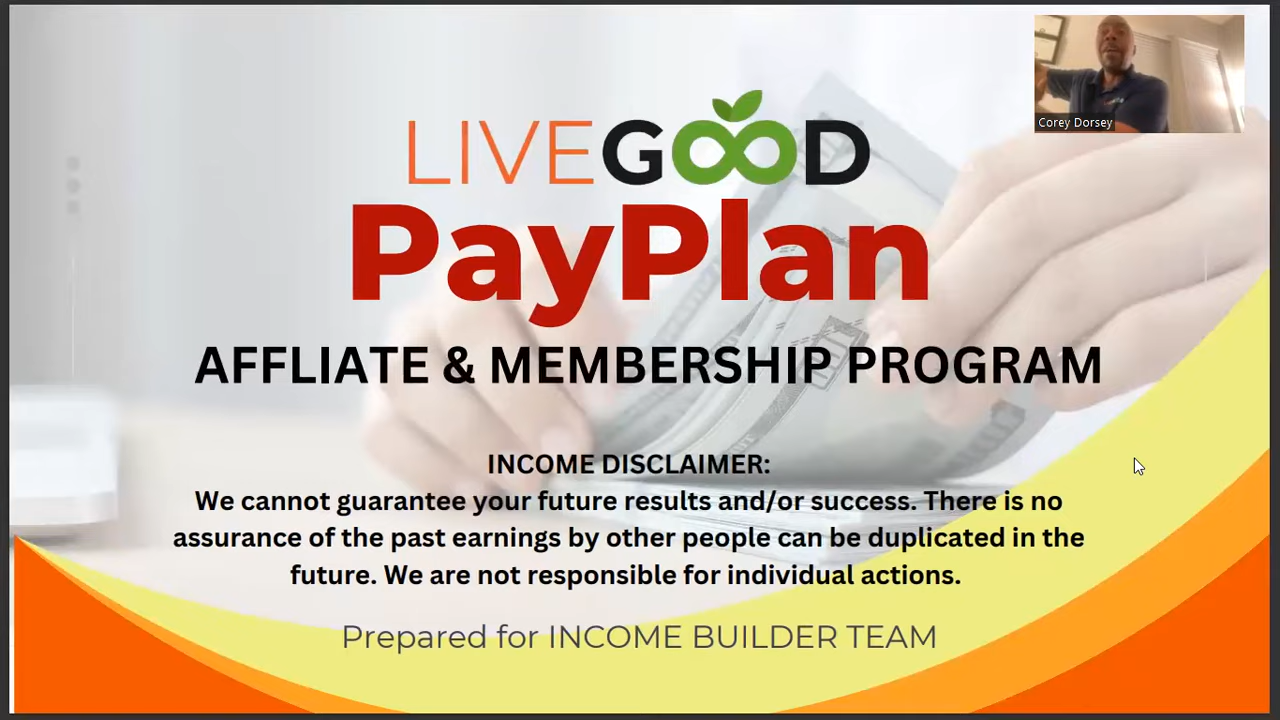 Corey Dorsey
LIVEGOOD
PayPlan
AFFLIATE & MEMBERSHIP PROGRAM
INCOME DISCLAIMER:
We cannot guarantee your future results and/or success. There is no
assurance of the past earnings by other people can be duplicated in the
future. We are not responsible for individual actions.
Prepared for INCOME BUILDER TEAM